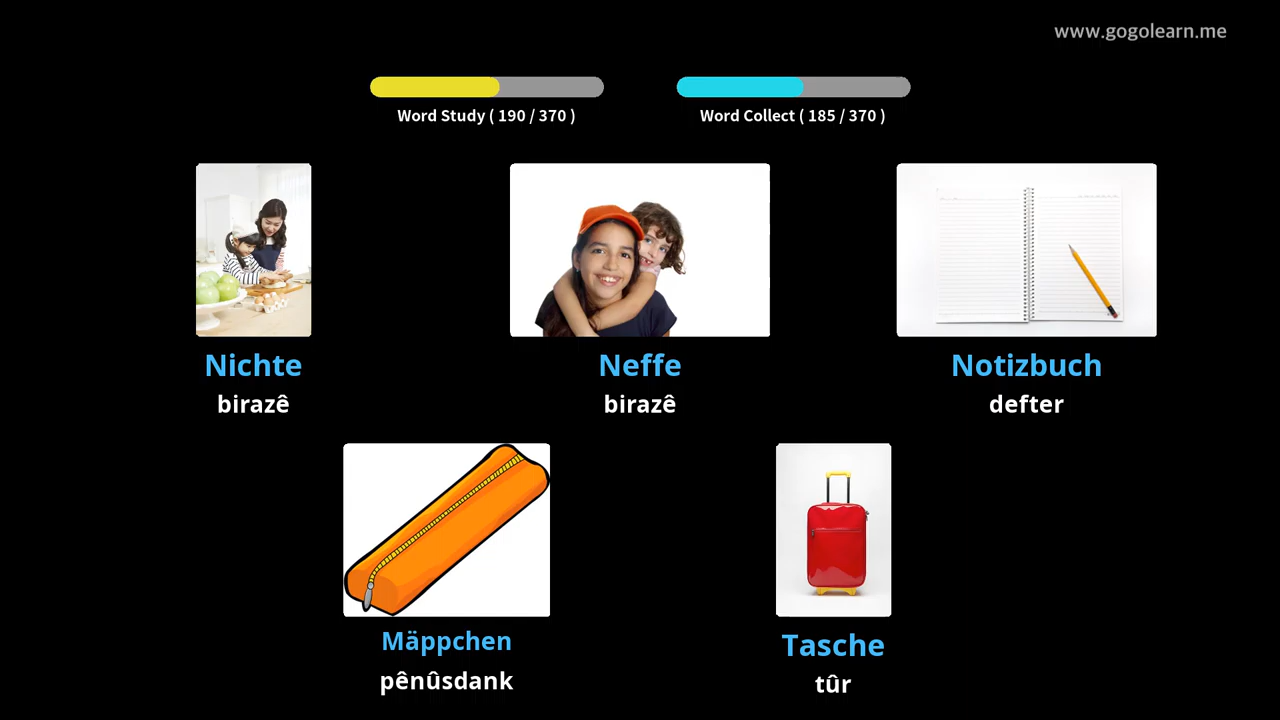 www.gogolearn.me
Word Study ( 190 / 370 )
Word Collect ( 185 / 370 )
Nichte
birazê
Neffe
birazê
Notizbuch
defter
Mäppchen
pênûsdank
Tasche
tûr